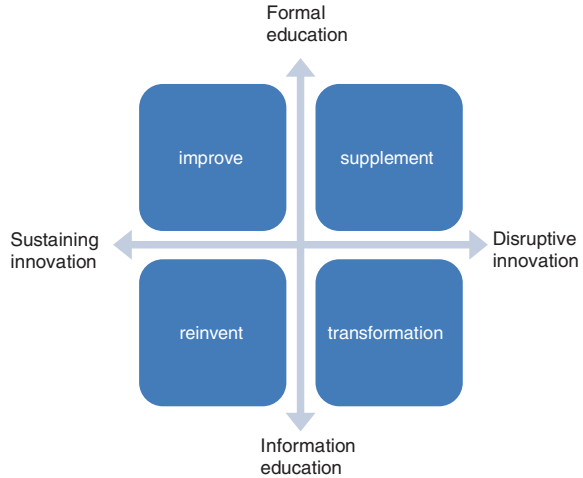 Formal
education
improve
supplement
Sustaining
innovation
Disruptive
innovation
reinvent
transformation
Information
education